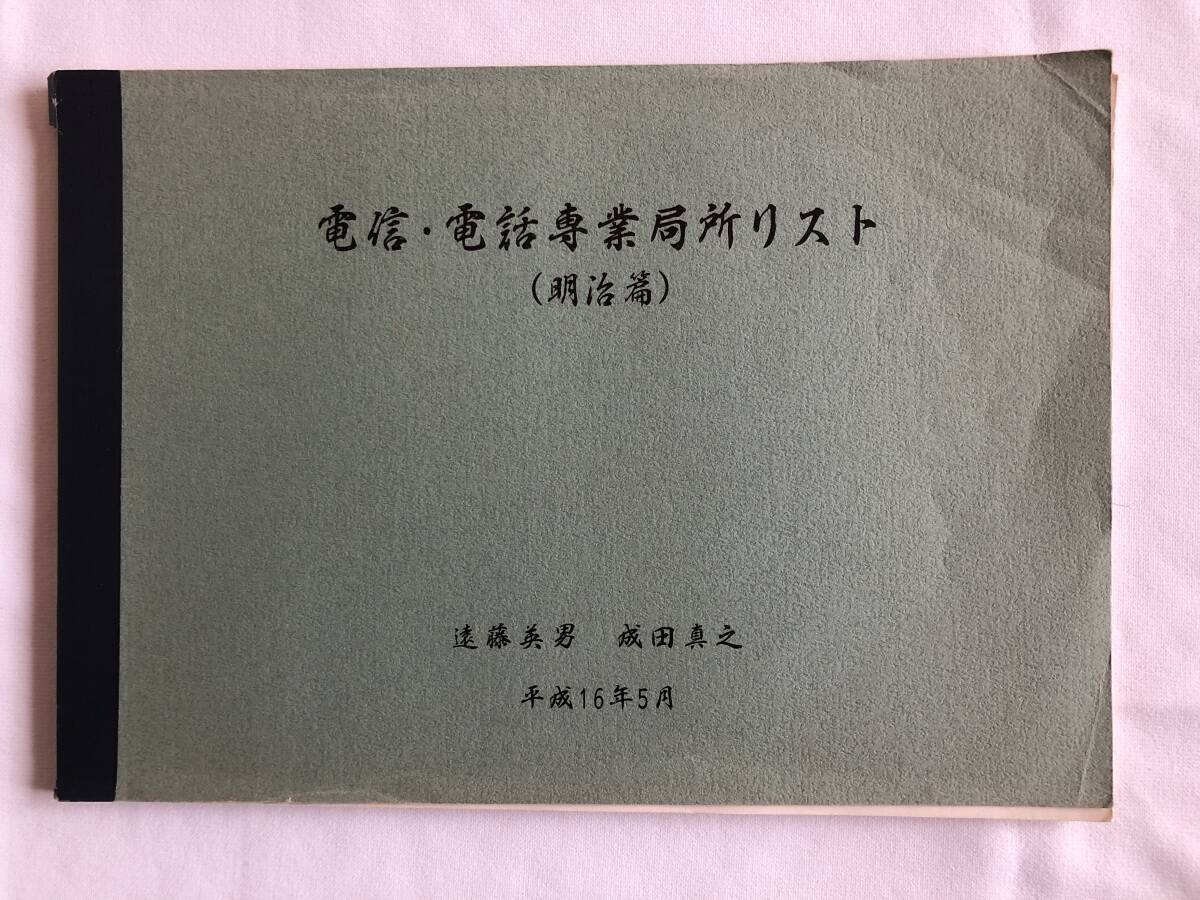 電信・電話専業局所リスト
(明治篇)
遠藤英男 成田真之
平成16年5月